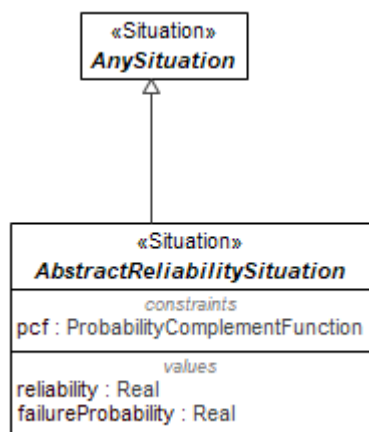 «Situation»
AnySituation
«Situation»
AbstractReliabilitySituation
constraints
pcf : ProbabilityComplementFunction
values
reliability : Real
failureProbability : Real